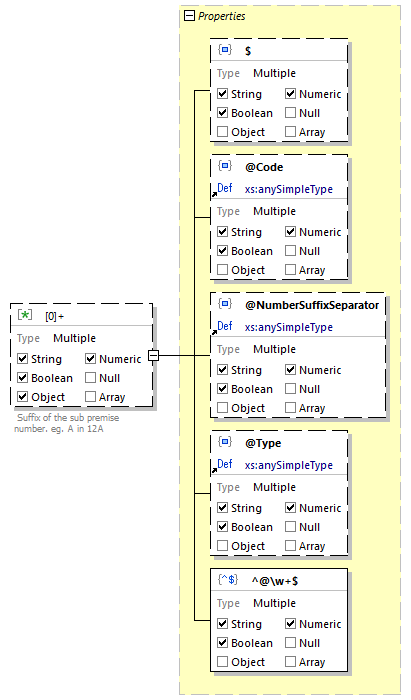 Properties
$
Type Multiple
String Numeric
Boolean Null
Object Array
@Code
Def xs:anySimpleType
Type Multiple
String Numeric
Boolean Null
Object Array
[0]+
Type Multiple
String Numeric
Boolean Null
Object Array
Suffix of the sub premise
number. eg. A in 12A
@NumberSuffixSeparator
Def xs:anySimpleType
Type Multiple
String Numeric
Boolean Null
Object Array
@Type
Def xs:anySimpleType
Type Multiple
String Numeric
Boolean Null
Object Array
{^$} ^@\w+$
Type Multiple
String Numeric
Boolean Null
Object Array